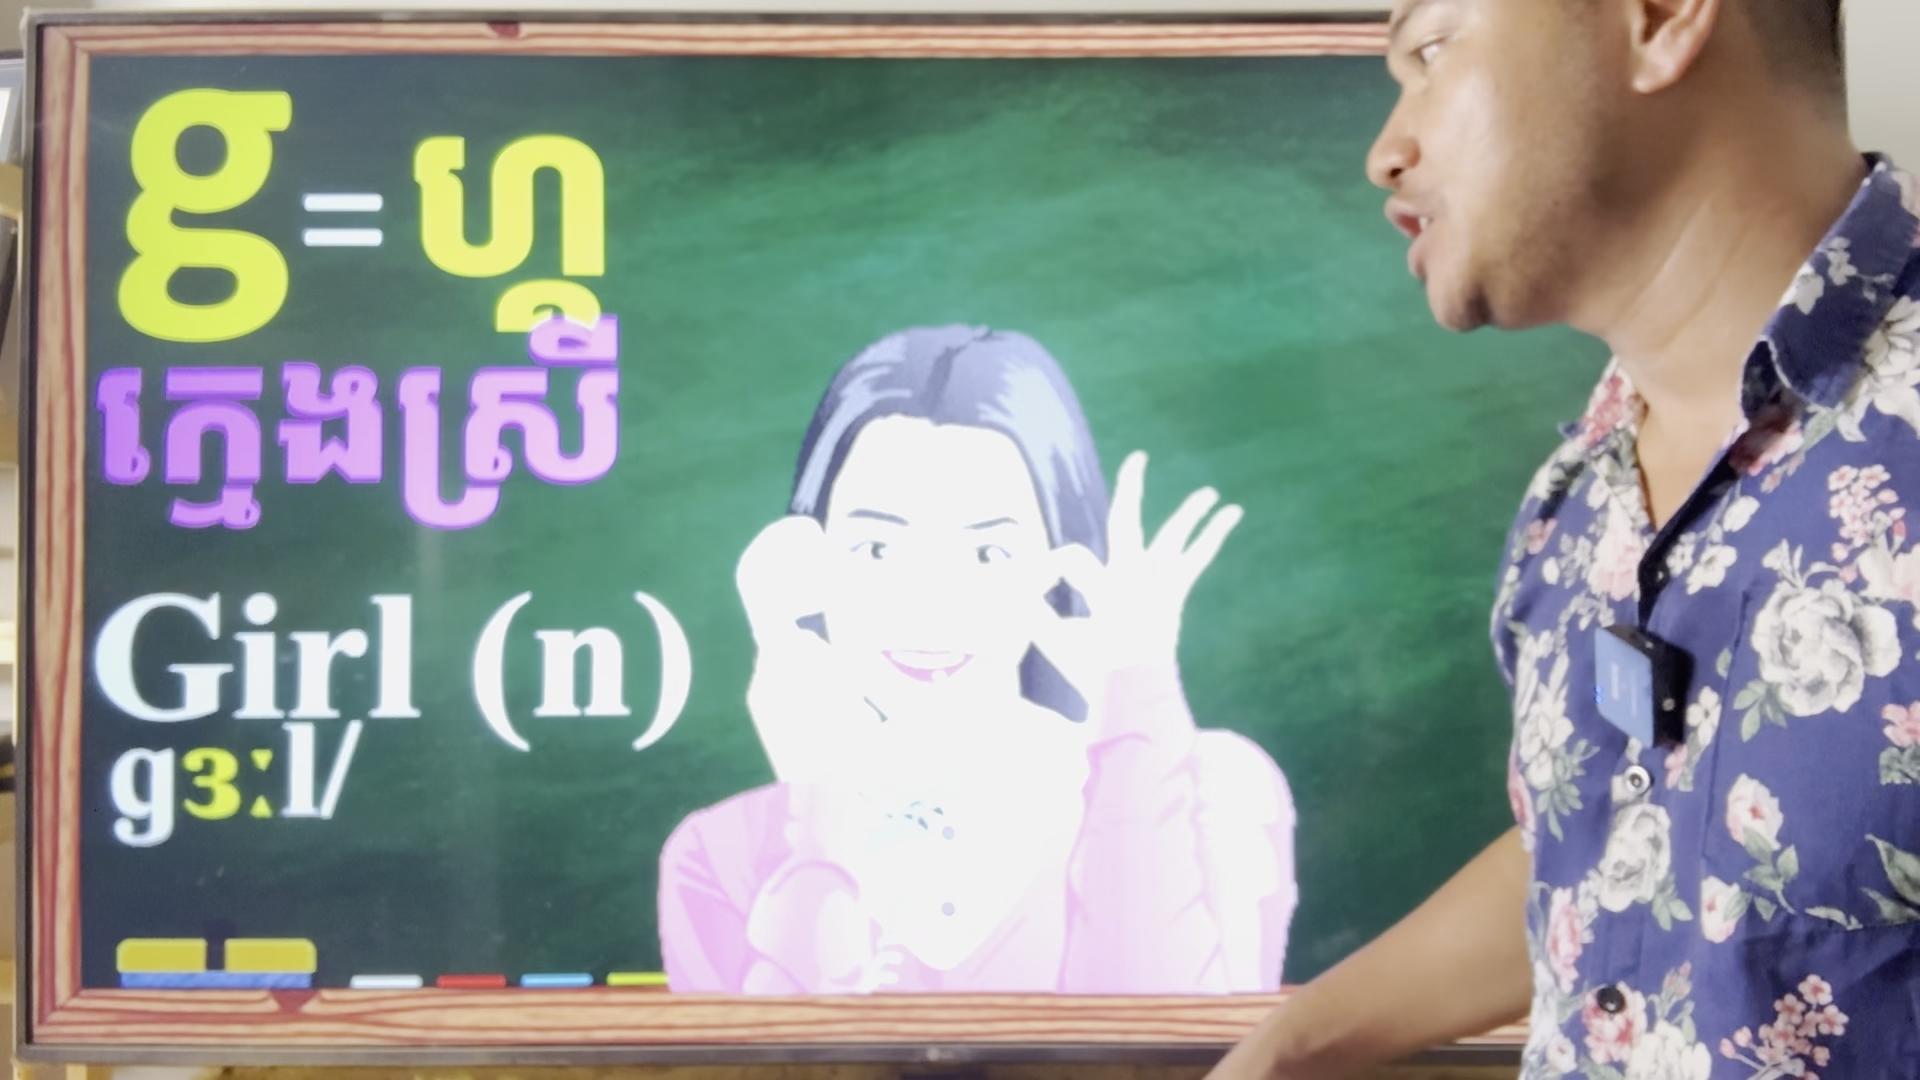 g = ហ្គ
ក្មេងស្រី
Girl (n)
gɜːl/